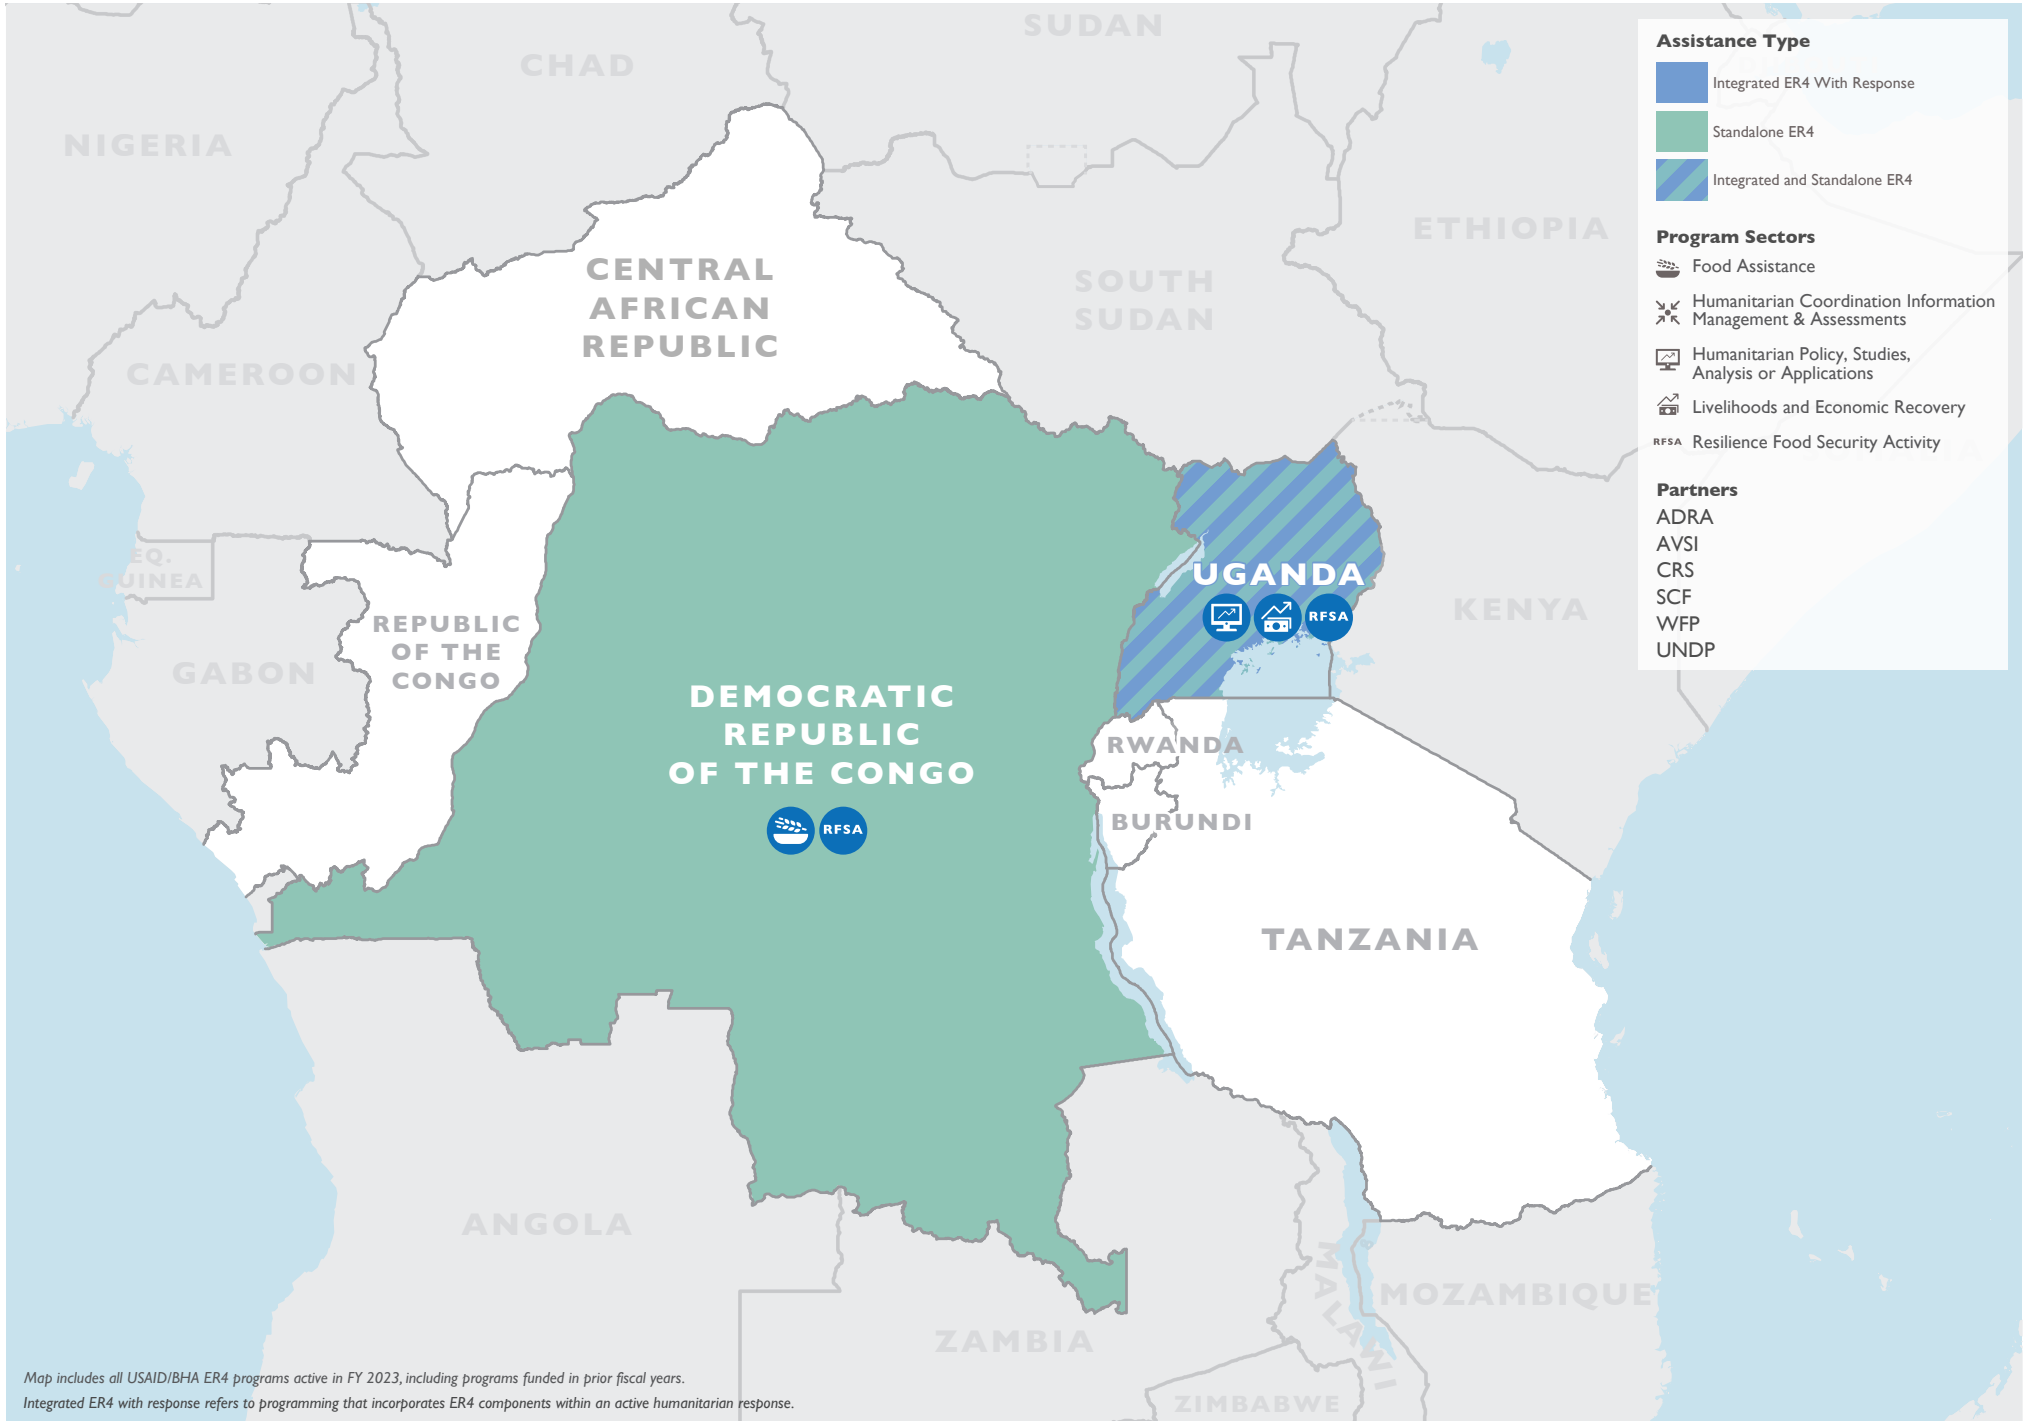 SUDAN
CHAD
NIGERIA
ETHIOPIA
CENTRAL
AFRICAN
REPUBLIC
SOUTH
SUDAN
CAMEROON
EQ.
GUINEA
UGANDA
RFSA
KENYA
REPUBLIC
OF THE
CONGO
GABON
DEMOCRATIC
REPUBLIC
OF THE CONGO
RFSA
RWANDA
BURUNDI
TANZANIA
ANGOLA
ZAMBIA
MALAWI
MOZAMBIQUE
ZIMBABWE
Assistance Type
Integrated ER4 With Response
Standalone ER4
Integrated and Standalone ER4
Program Sectors
Food Assistance
Humanitarian Coordination Information
Management & Assessments
Humanitarian Policy, Studies,
Analysis or Applications
Livelihoods and Economic Recovery
RFSA Resilience Food Security Activity
Partners
ADRA
AVSI
CRS
SCF
WFP
UNDP
Map includes all USAID/BHA ER4 programs active in FY 2023, including programs funded in prior fiscal years.
Integrated ER4 with response refers to programming that incorporates ER4 components within an active humanitarian response.